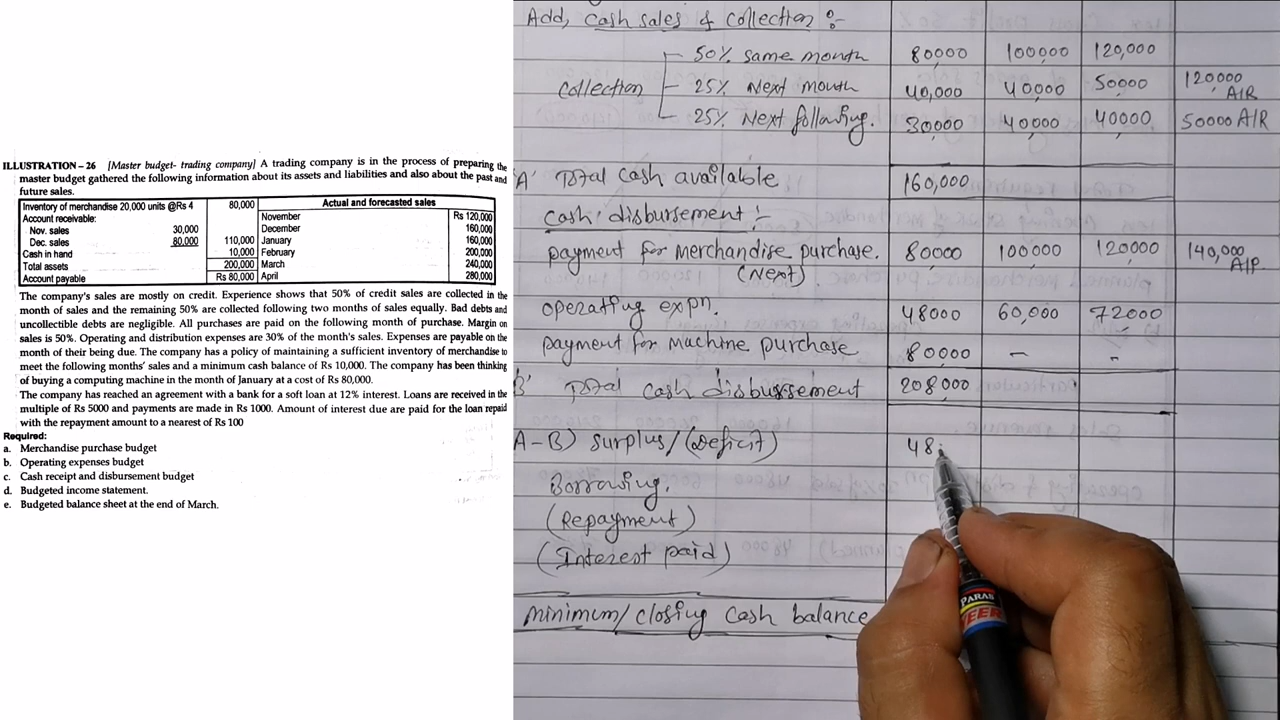 ILLUSTRATION – 26 [Master budget- trading company] A trading company is in the process of preparing the
master budget gathered the following information about its assets and liabilities and also about the past and
future sales.
Inventory of merchandise 20,000 units @Rs 4 80,000 Actual and forecasted sales
Account receivable: November Rs 120,000
Nov. sales 30,000 December 160,000
Dec. sales 80,000 110,000 January 160,000
Cash in hand 10,000 February 200,000
Total assets 200,000 March 240,000
Account payable Rs 80,000 April 280,000
The company's sales are mostly on credit. Experience shows that 50% of credit sales are collected in the
month of sales and the remaining 50% are collected following two months of sales equally. Bad debts and
uncollectible debts are negligible. All purchases are paid on the following month of purchase. Margin on
sales is 50%. Operating and distribution expenses are 30% of the month's sales. Expenses are payable on the
month of their being due. The company has a policy of maintaining a sufficient inventory of merchandise to
meet the following months' sales and a minimum cash balance of Rs 10,000. The company has been thinking
of buying a computing machine in the month of January at a cost of Rs 80,000.
The company has reached an agreement with a bank for a soft loan at 12% interest. Loans are received in the
multiple of Rs 5000 and payments are made in Rs 1000. Amount of interest due are paid for the loan repaid
with the repayment amount to a nearest of Rs 100
Required:
a. Merchandise purchase budget
b. Operating expenses budget
c. Cash receipt and disbursement budget
d. Budgeted income statement.
e. Budgeted balance sheet at the end of March.
Add, cash sales & collection :-
50% same month 80000 100,000 120,000
collection 25% Next month 40,000 40,000 50000 120000 A/R
25% Next following. 30000 40000 40000 50000 A/R
'A' Total cash available 160,000
cash disbursement :-
payment for merchandise purchase. 80000 100000 120000 140,000 A/P
(Next)
operating expn. 48000 60,000 72000
payment for machine purchase 80000 – -
B' Total cash disburssement 208,000
A-B) surplus/(Deficit) 48
Borrowing.
(Repayment)
(Interest paid)
minimum/closing cash balance
PARAS